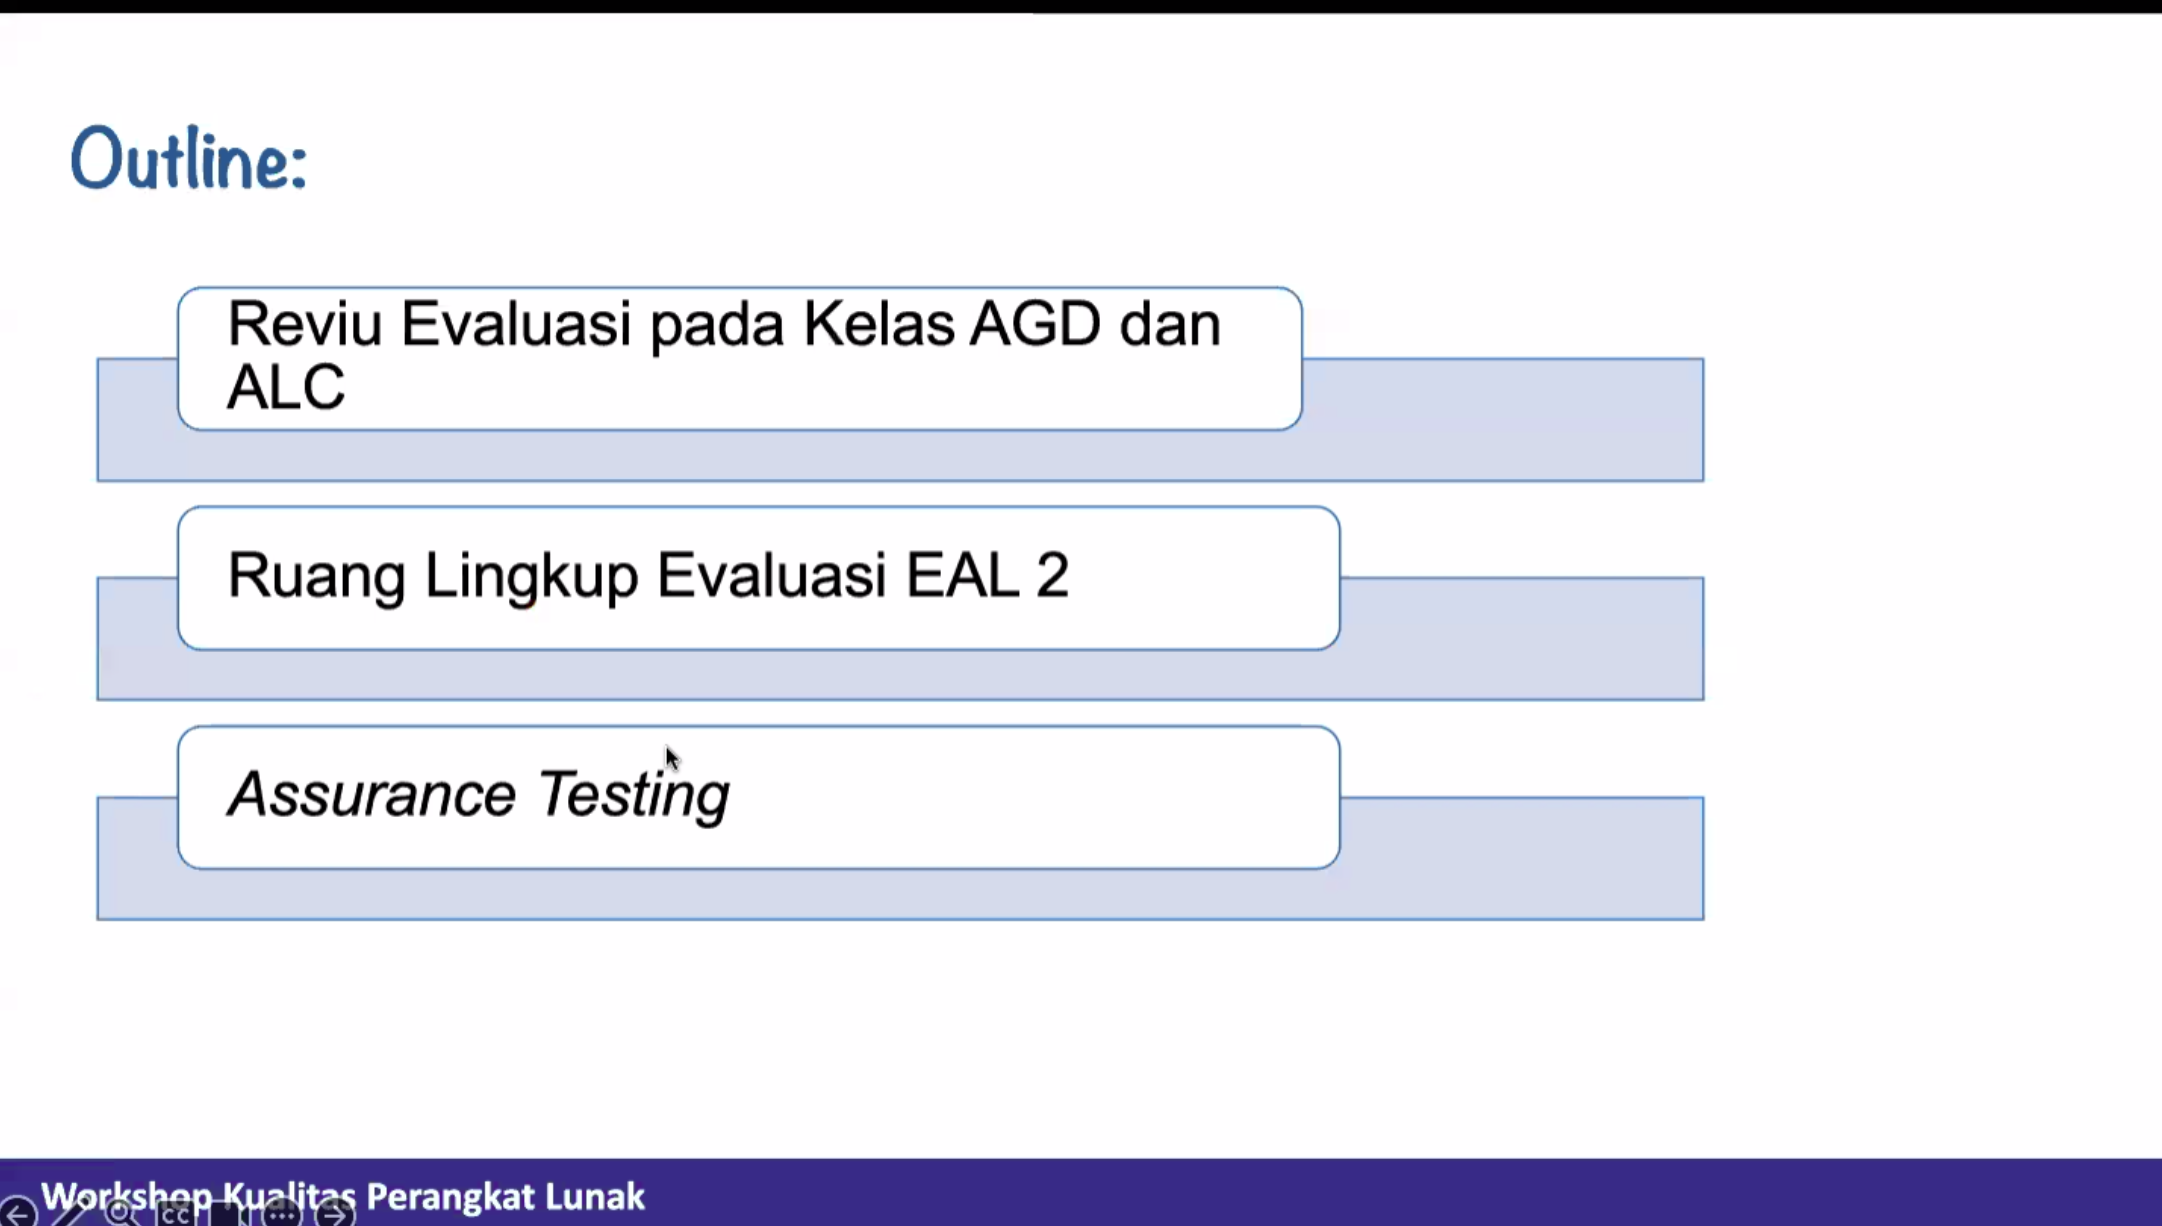 Outline:
Reviu Evaluasi pada Kelas AGD dan
ALC
Ruang Lingkup Evaluasi EAL 2
Assurance Testing
Workshop Kualitas Perangkat Lunak
CC